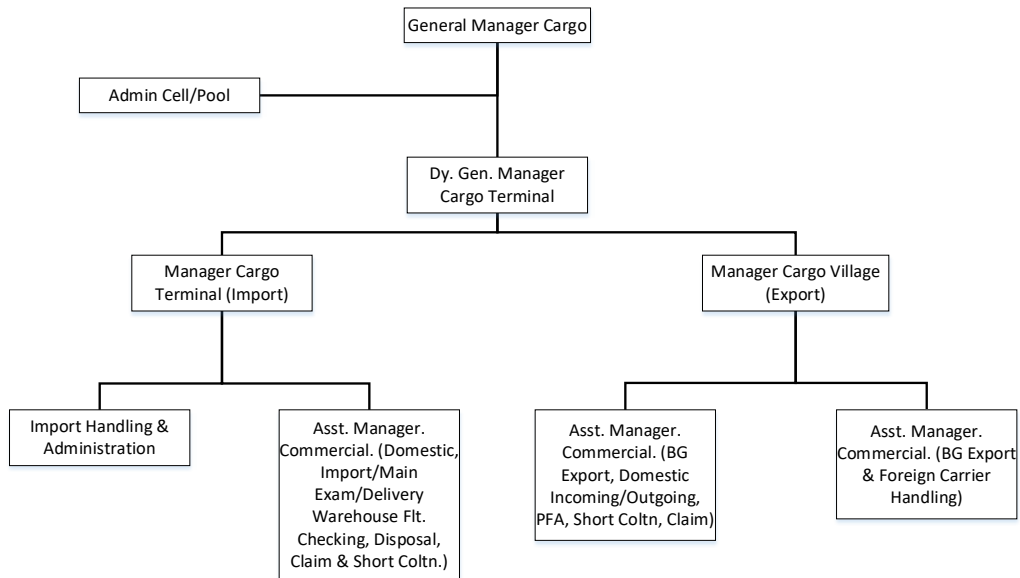 General Manager Cargo
Admin Cell/Pool
Dy. Gen. Manager
Cargo Terminal
Manager Cargo
Terminal (Import)
Manager Cargo Village
(Export)
Import Handling &
Administration
Asst. Manager.
Commercial. (Domestic,
Import/Main
Exam/Delivery
Warehouse Flt.
Checking, Disposal,
Claim & Short Coltn.)
Asst. Manager.
Commercial. (BG
Export, Domestic
Incoming/Outgoing,
PFA, Short Coltn, Claim)
Asst. Manager.
Commercial. (BG Export
& Foreign Carrier
Handling)